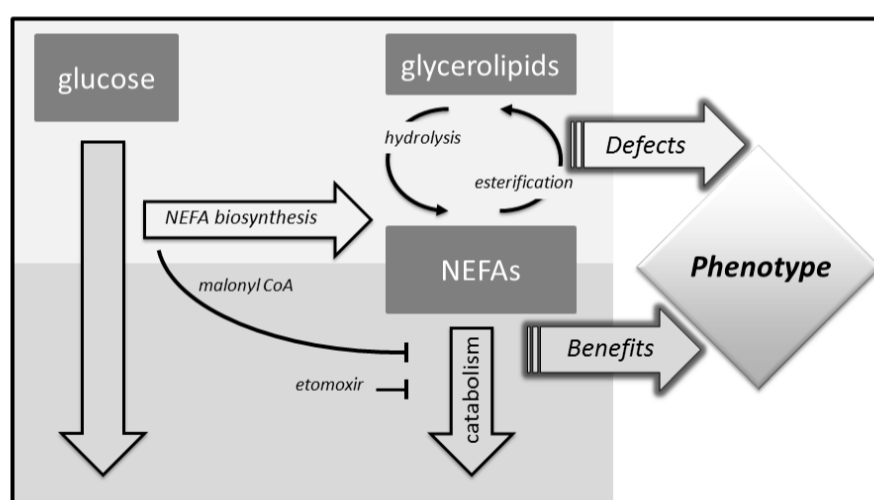 glucose
glycerolipids
hydrolysis
esterification
Defects
NEFA biosynthesis
malonyl CoA
NEFAs
Phenotype
etomoxir
catabolism
Benefits